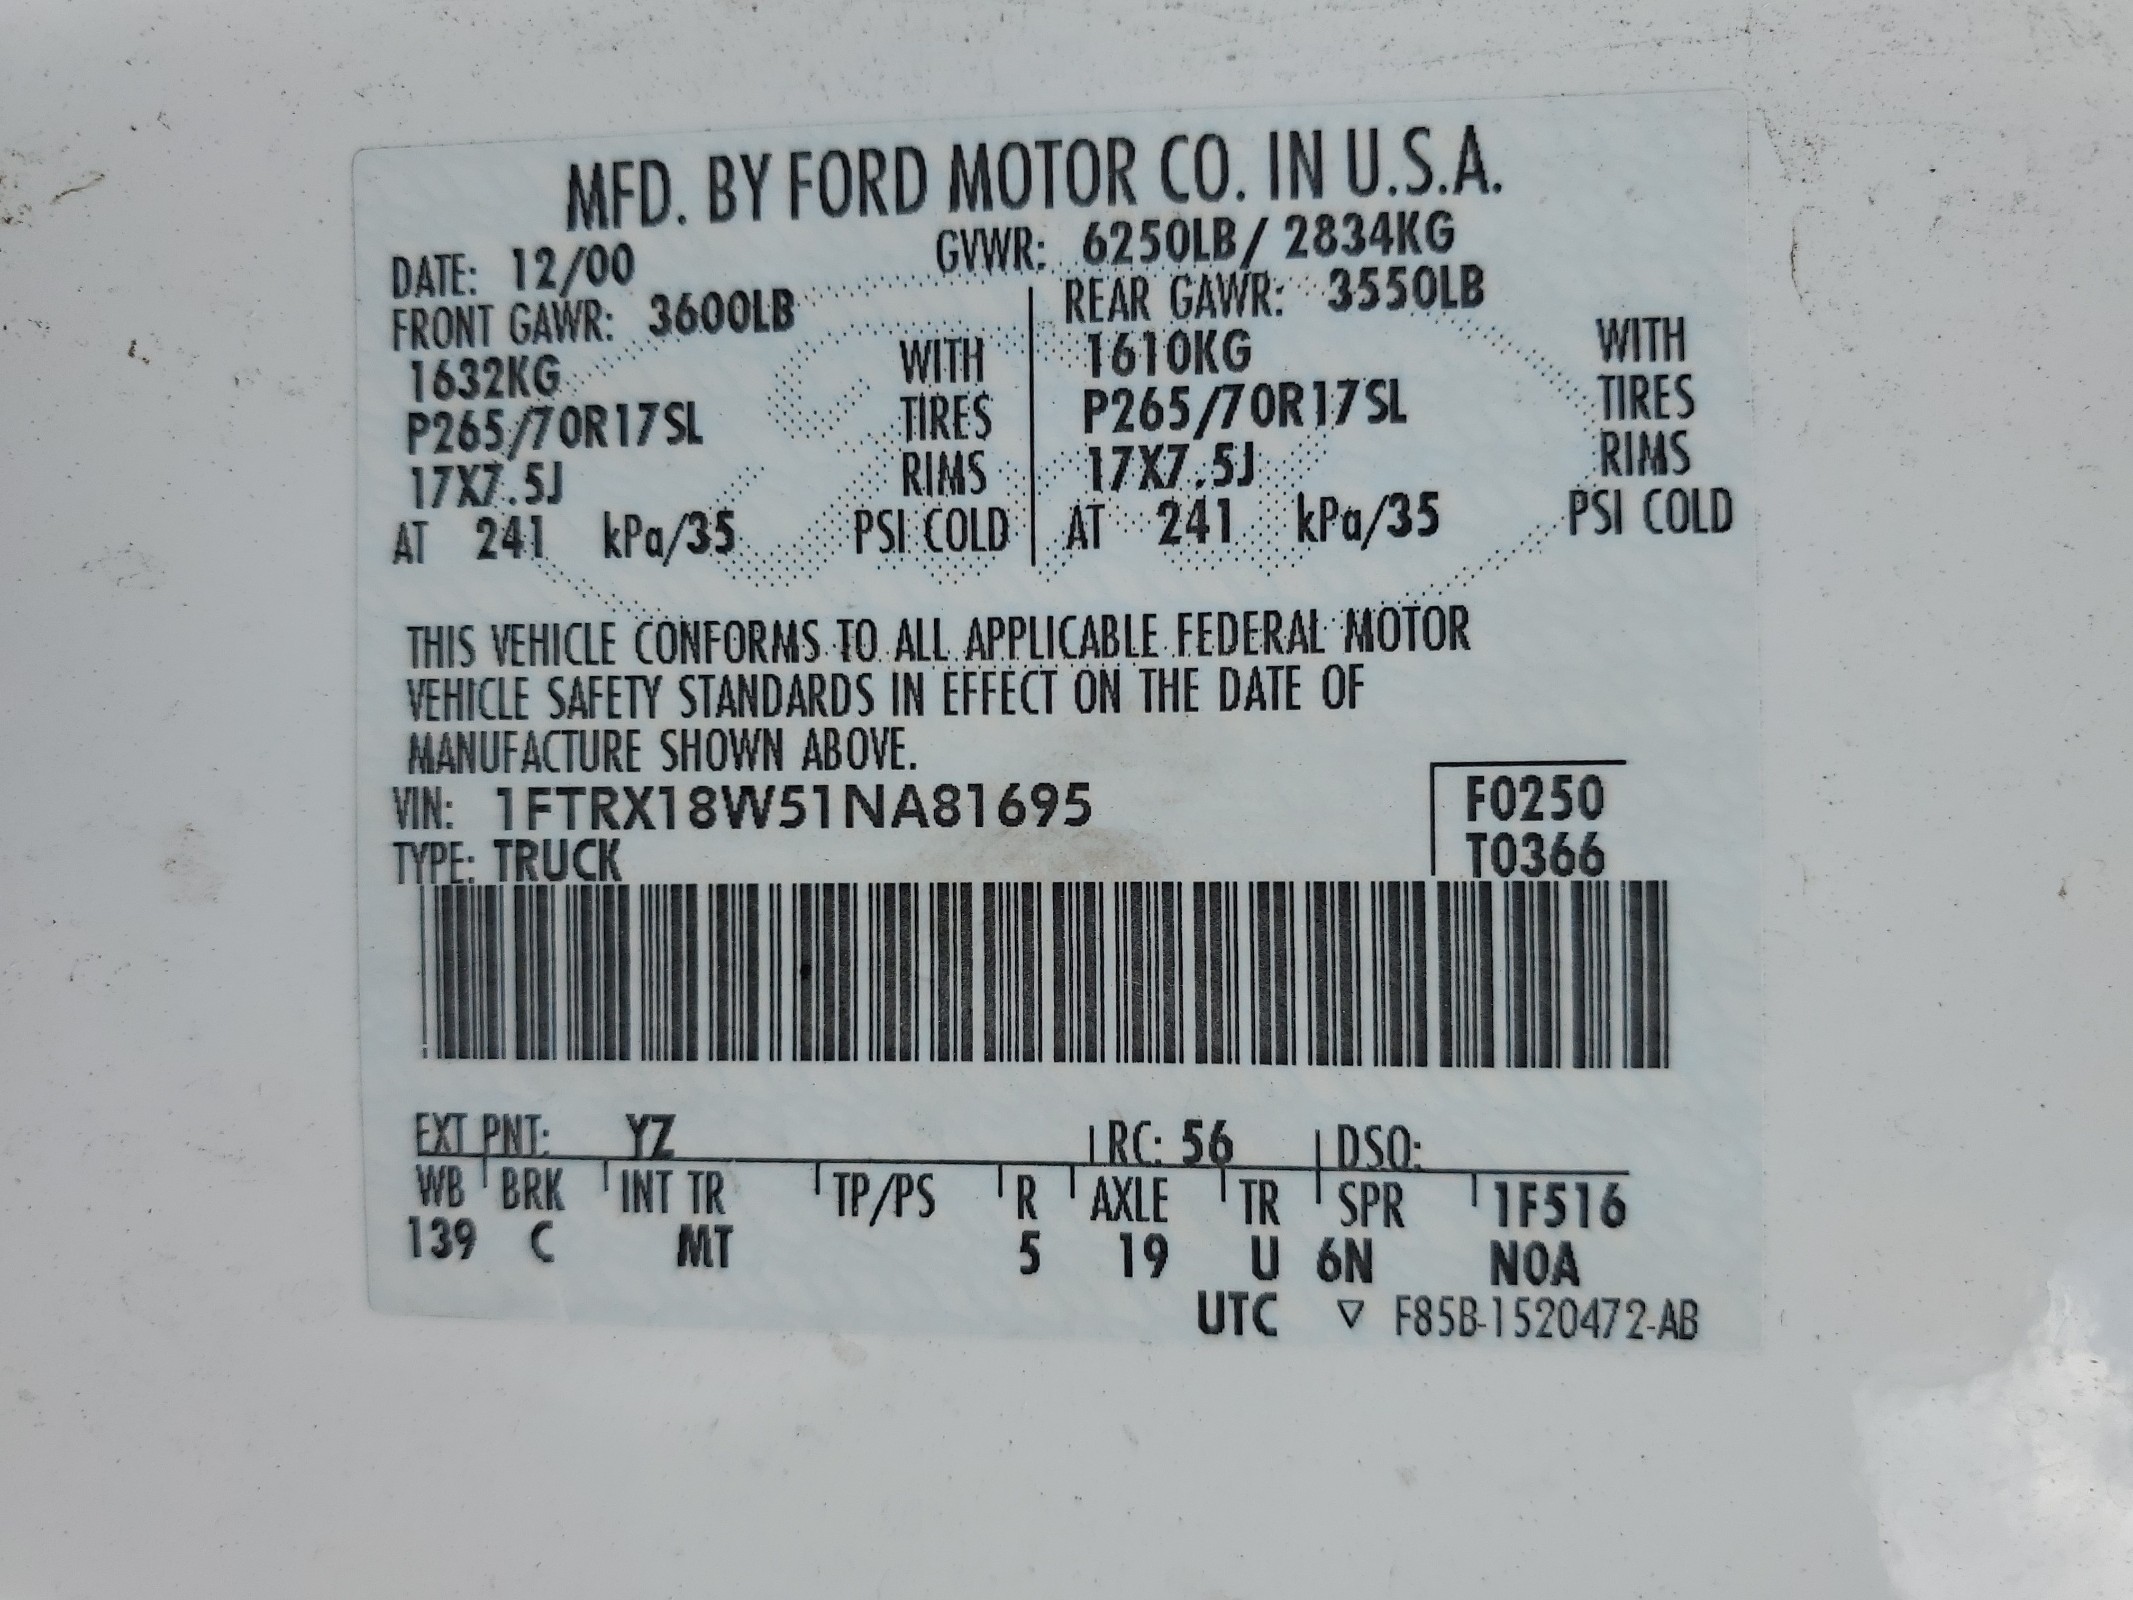 MFD. BY FORD MOTOR CO. IN U.S.A.
DATE: 12/00 GVWR: 6250LB/ 2834KG
FRONT GAWR: 3600LB REAR GAWR: 3550LB
1632KG WITH 1610KG WITH
P265/70R17SL TIRES P265/70R17SL TIRES
17X7.5J RIMS 17X7.5J RIMS
AT 241 kPa/35 PSI COLD AT 241 kPa/35 PSI COLD
THIS VEHICLE CONFORMS TO ALL APPLICABLE FEDERAL MOTOR
VEHICLE SAFETY STANDARDS IN EFFECT ON THE DATE OF
MANUFACTURE SHOWN ABOVE.
VIN: 1FTRX18W51NA81695 F0250
TYPE: TRUCK T0366
EXT PNT: YZ RC: 56 DSO:
WB BRK INT TR TP/PS R AXLE TR SPR 1F516
139 C MT 5 19 U 6N NOA
UTC ▽ F85B-1520472-AB